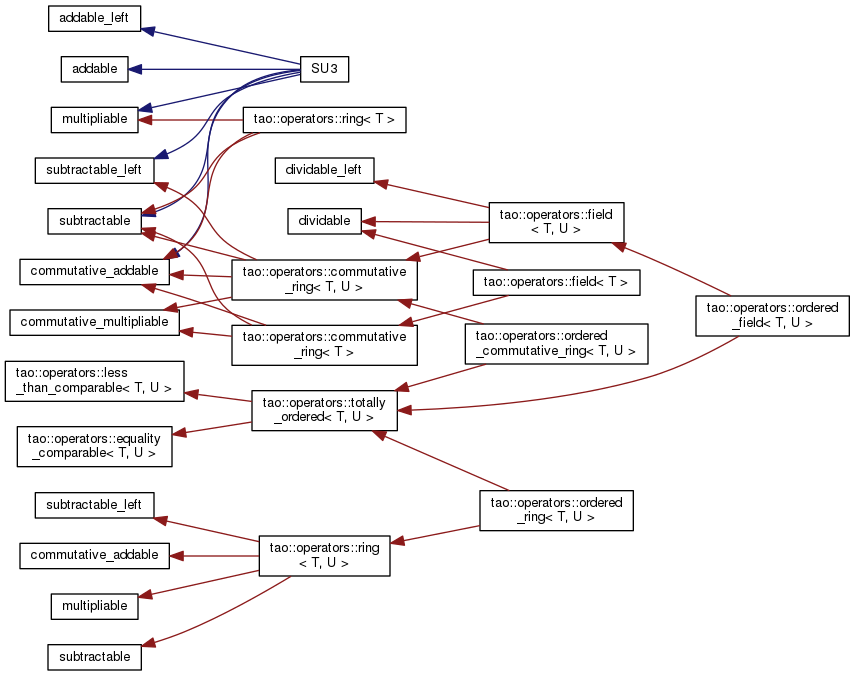 addable_left
addable
SU3
multipliable
tao::operators::ring< T >
subtractable_left
dividable_left
subtractable
dividable
tao::operators::field
< T, U >
commutative_addable
tao::operators::commutative
_ring< T, U >
tao::operators::field< T >
commutative_multipliable
tao::operators::commutative
_ring< T >
tao::operators::ordered
_commutative_ring< T, U >
tao::operators::ordered
_field< T, U >
tao::operators::less
_than_comparable< T, U >
tao::operators::totally
_ordered< T, U >
tao::operators::equality
_comparable< T, U >
subtractable_left
tao::operators::ordered
_ring< T, U >
commutative_addable
tao::operators::ring
< T, U >
multipliable
subtractable